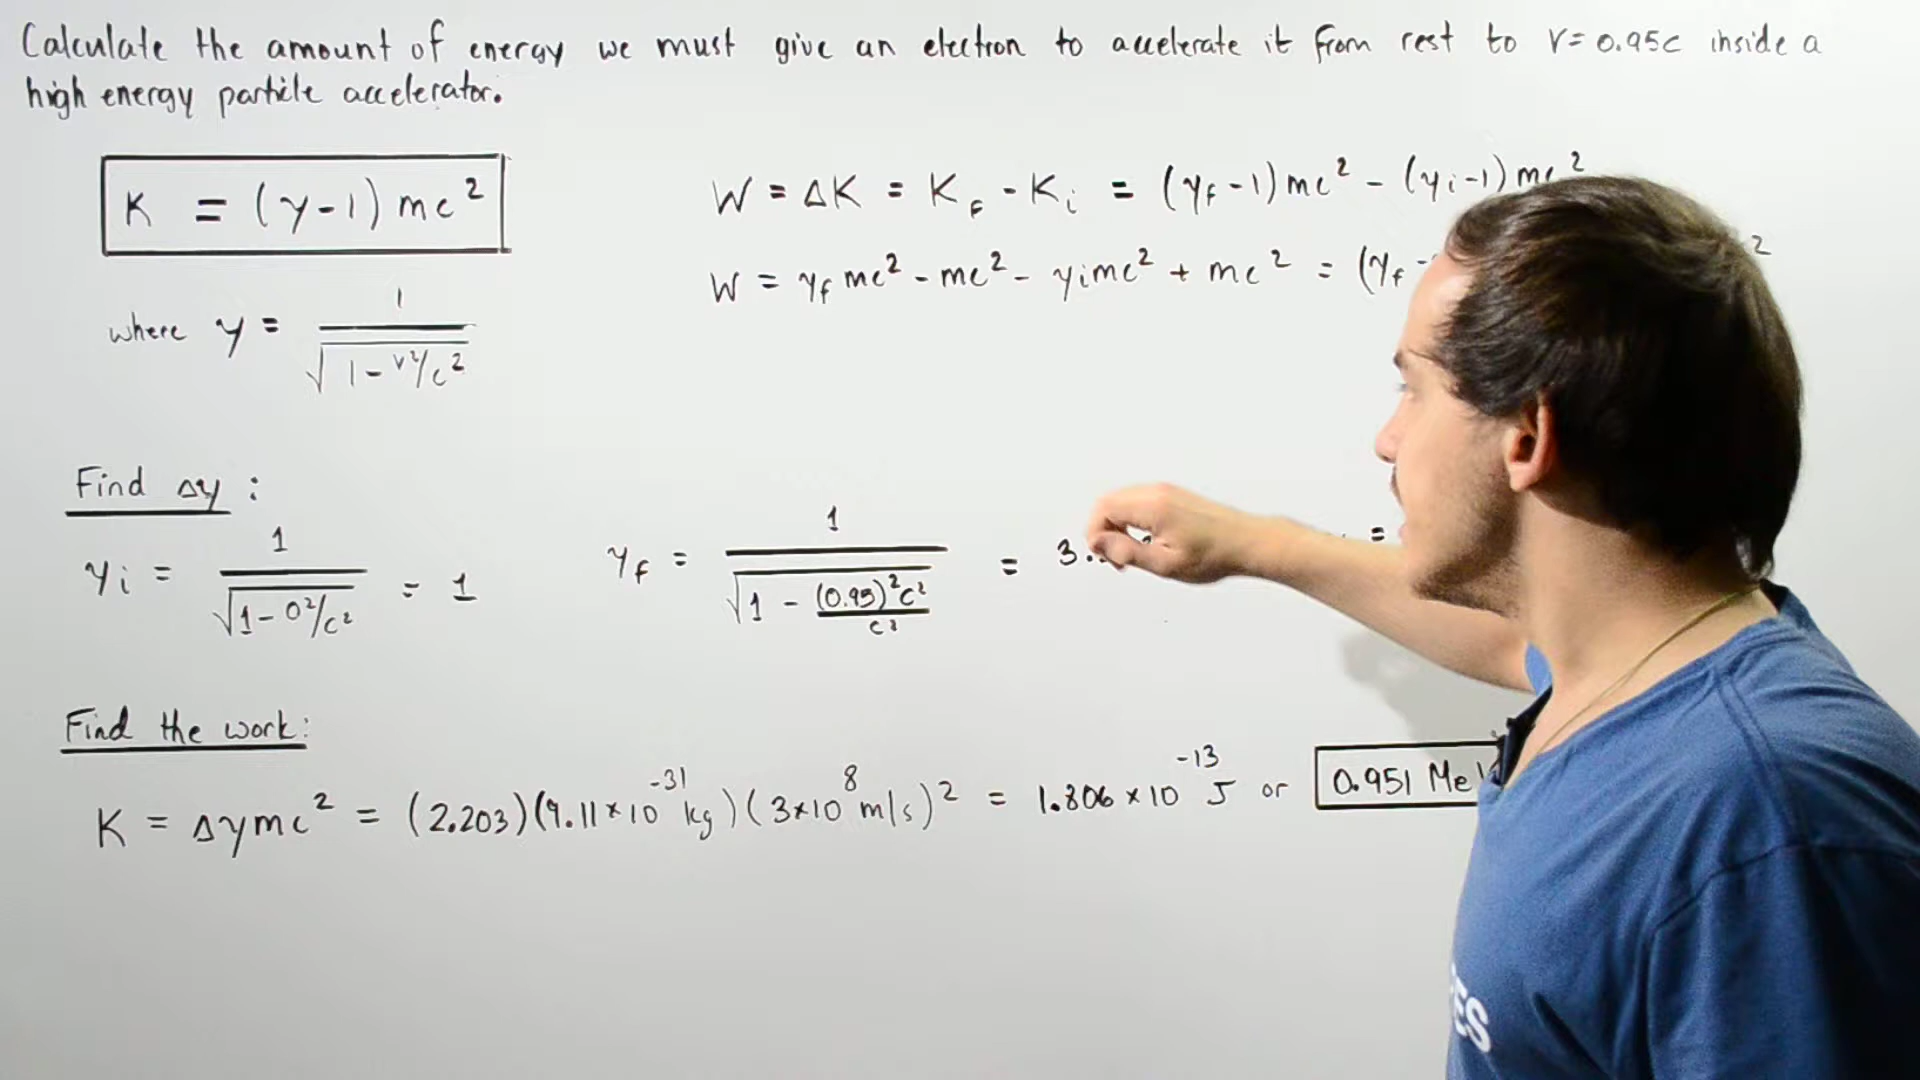 Calculate the amount of energy we must give an electron to accelerate it from rest to v = 0.95c inside a
high energy particle accelerator.
K = (γ-1) mc²
W = ΔK = K_f - K_i = (γ_f - 1) mc² - (γ_i - 1) mc²
W = γ_f mc² - mc² - γ_i mc² + mc² = (γ_f - ²
where γ = 1 / √(1 - v²/c²)
Find Δγ :
γ_i = 1 / √(1 - 0²/c²) = 1
γ_f = 1 / √(1 - (0.95)²c²/c²) = 3. =
Find the work:
K = Δγmc² = (2.203)(9.11×10⁻³¹ kg)(3×10⁸ m/s)² = 1.806 × 10⁻¹³ J or 0.951 MeV